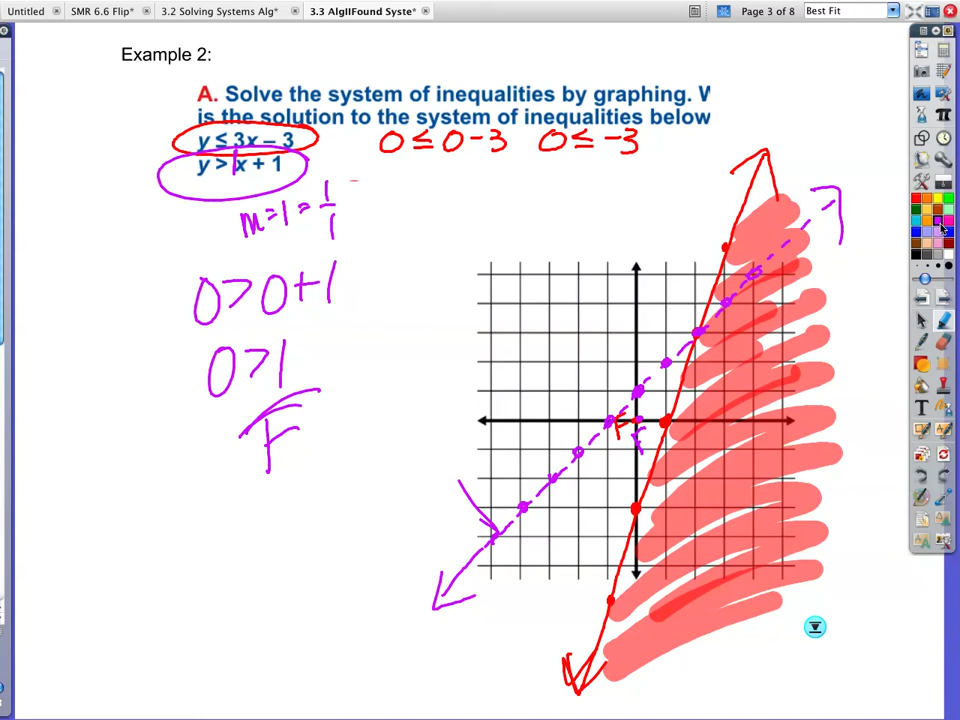 Untitled SMR 6.6 Flip* 3.2 Solving Systems Alg* 3.3 AlgIIFound Syste* Page 3 of 8 Best Fit
Example 2:
A. Solve the system of inequalities by graphing. W
is the solution to the system of inequalities below
y ≤ 3x – 3 0 ≤ 0 - 3 0 ≤ -3
y > 1x + 1
m = 1 = 1/1
0 > 0 + 1
0 > 1
F
F
F